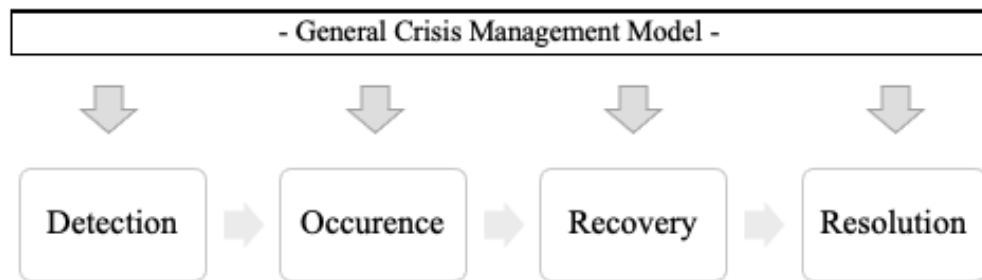 - General Crisis Management Model -
Detection
Occurence
Recovery
Resolution